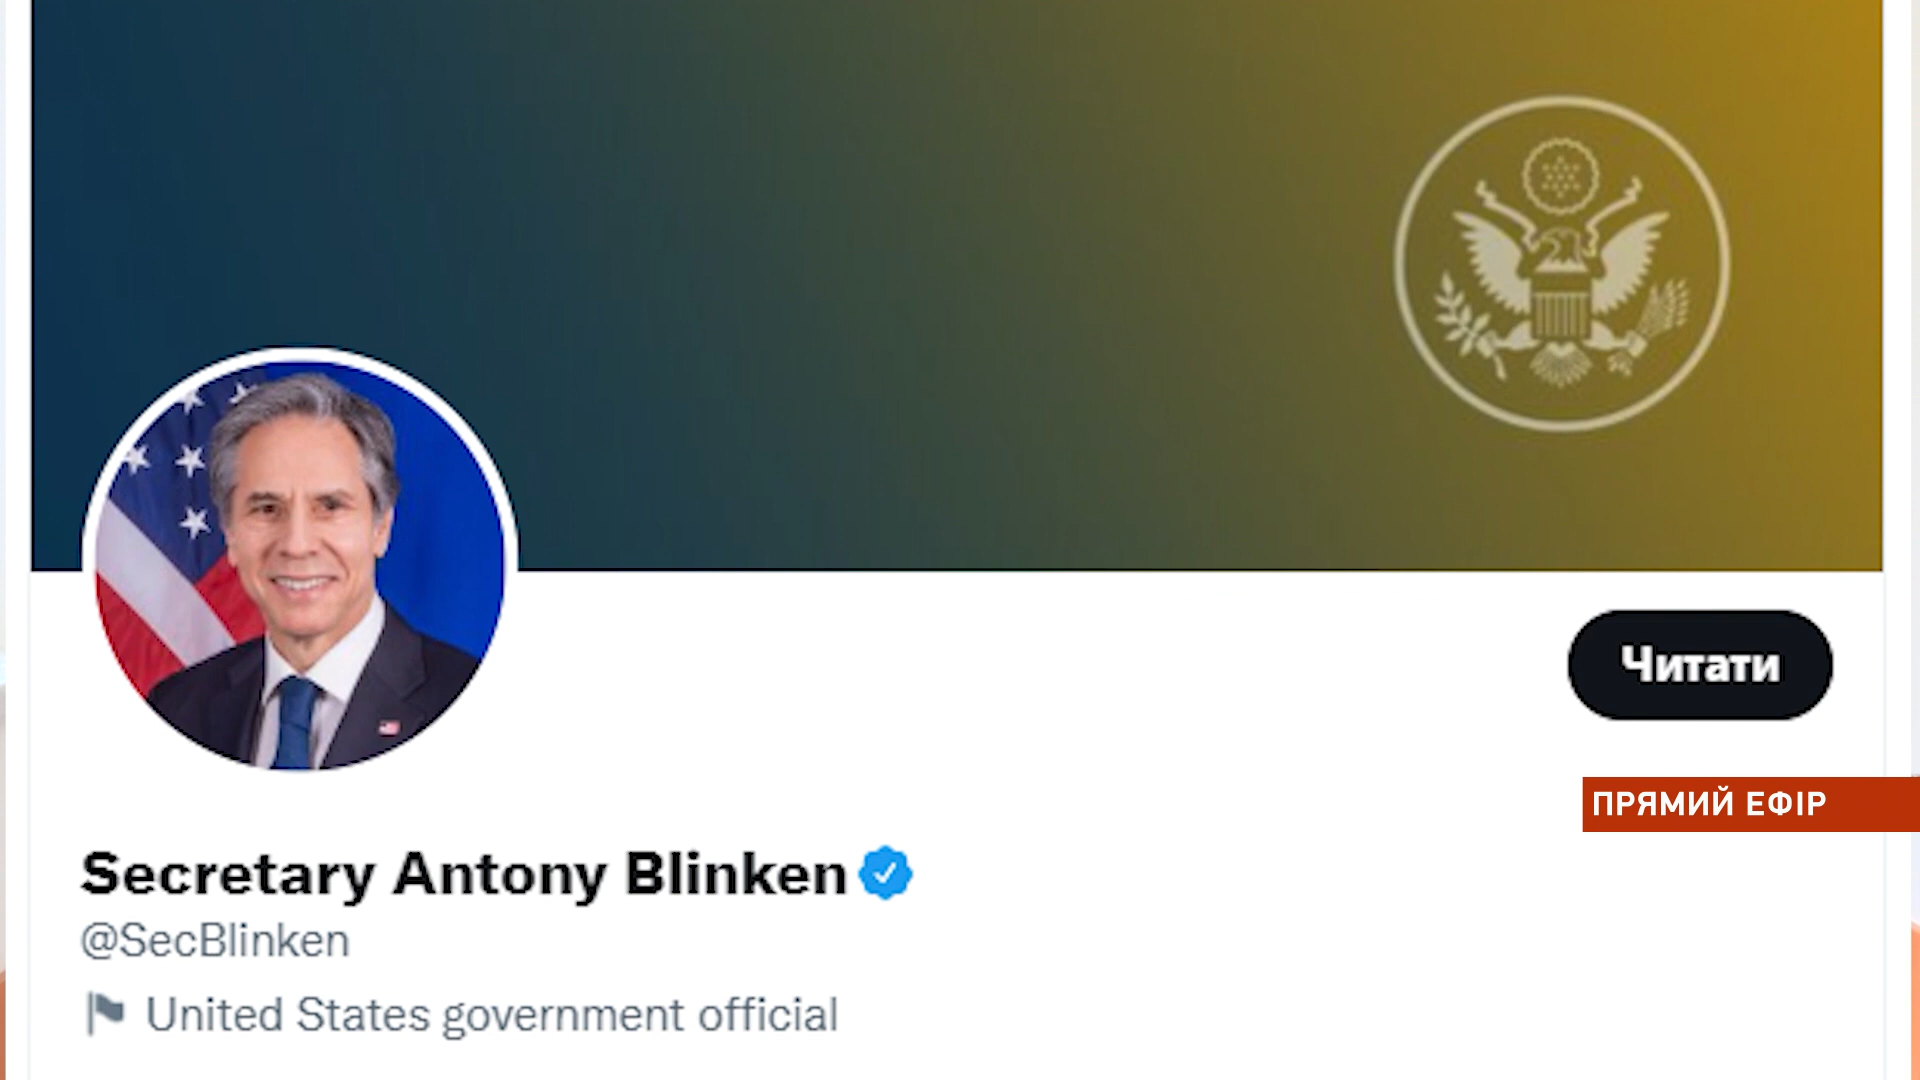 Читати
ПРЯМИЙ ЕФІР
Secretary Antony Blinken
@SecBlinken
United States government official